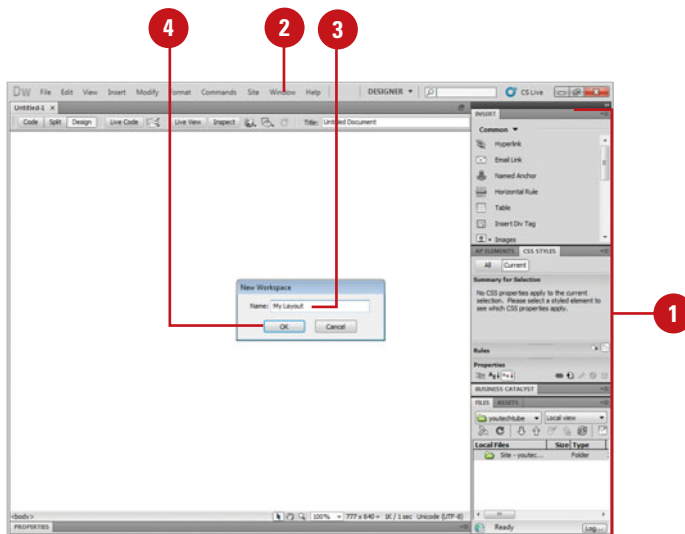 4 2 3
DW File Edit View Insert Modify Format Commands Site Window Help DESIGNER CS Live
Untitled-1 ×
Code Split Design Live Code Live View Inspect Title: Untitled Document
INSERT
Common
Hyperlink
Email Link
Named Anchor
Horizontal Rule
Table
Insert Div Tag
Images
AP ELEMENTS CSS STYLES
All Current
Summary for Selection
No CSS properties apply to the current
selection. Please select a styled element to
see which CSS properties apply.
New Workspace
Name: My Layout
OK Cancel
1
Rules
Properties
BUSINESS CATALYST
FILES ASSETS
youtechtube Local view
Local Files Size Type
Site - youtec... Folder
<body> 100% 777 x 640 1K / 1 sec Unicode (UTF-8)
PROPERTIES
Ready Log...